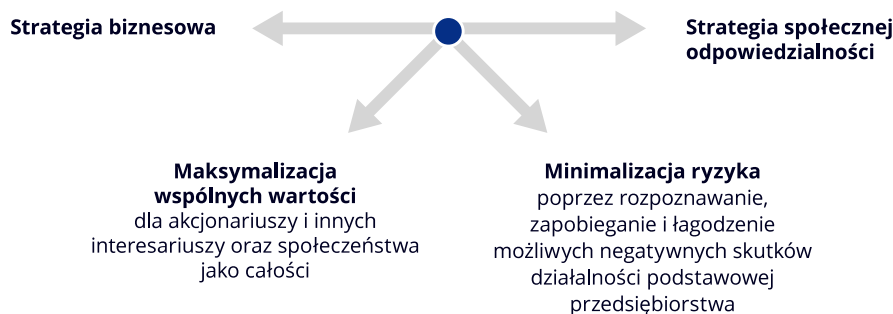 Strategia biznesowa
Strategia społecznej
odpowiedzialności
Maksymalizacja
wspólnych wartości
dla akcjonariuszy i innych
interesariuszy oraz społeczeństwa
jako całości
Minimalizacja ryzyka
poprzez rozpoznawanie,
zapobieganie i łagodzenie
możliwych negatywnych skutków
działalności podstawowej
przedsiębiorstwa